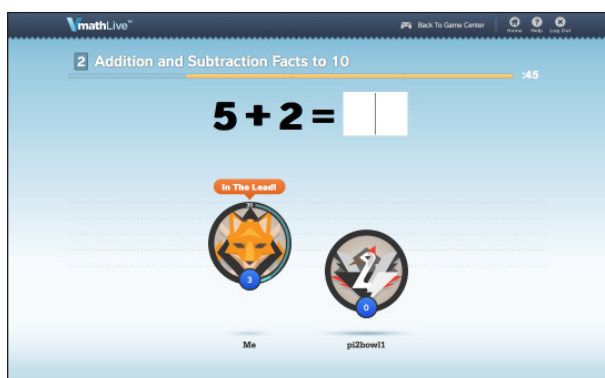 VmathLive™
Back To Game Center
Home Help Log Out
2 Addition and Subtraction Facts to 10
:45
5 + 2 =
In The Lead!
3
0
Me
pi2bowl1